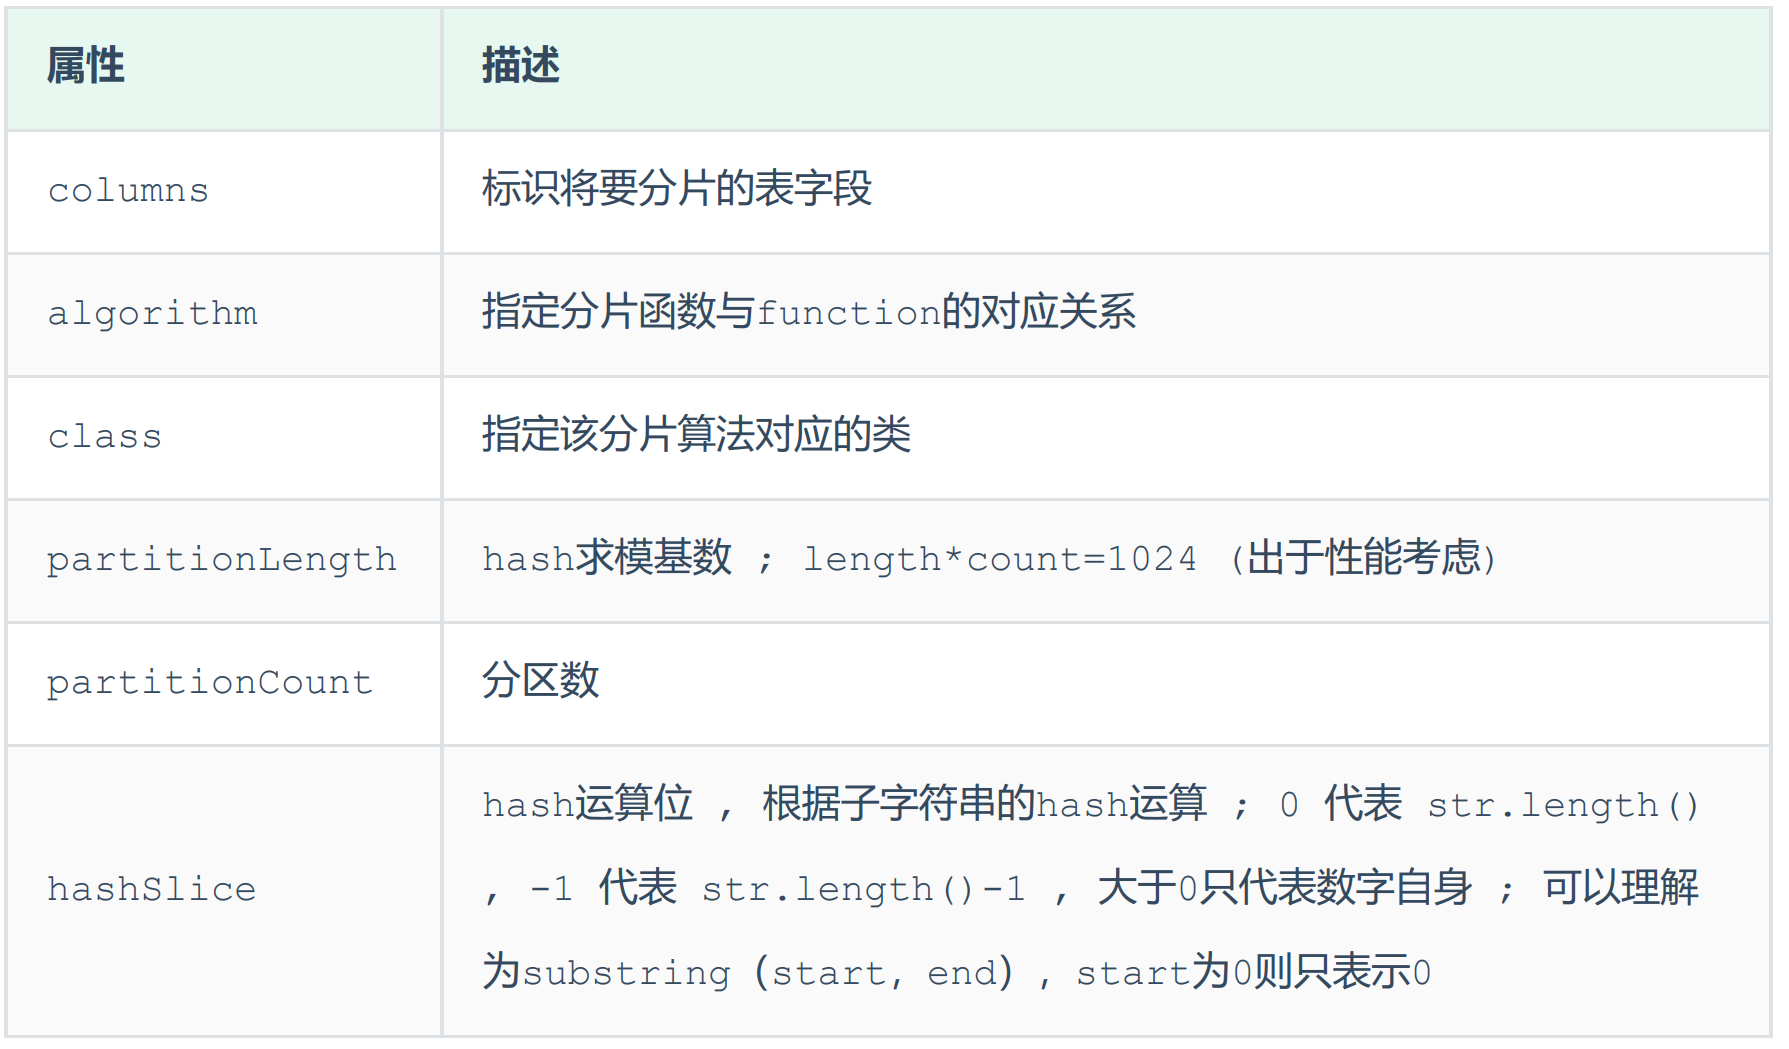 属性 描述
columns 标识将要分片的表字段
algorithm 指定分片函数与function的对应关系
class 指定该分片算法对应的类
partitionLength hash求模基数 ; length*count=1024 (出于性能考虑)
partitionCount 分区数
hashSlice hash运算位 , 根据子字符串的hash运算 ; 0 代表 str.length()
, -1 代表 str.length()-1 , 大于0只代表数字自身 ; 可以理解
为substring (start, end) , start为0则只表示0